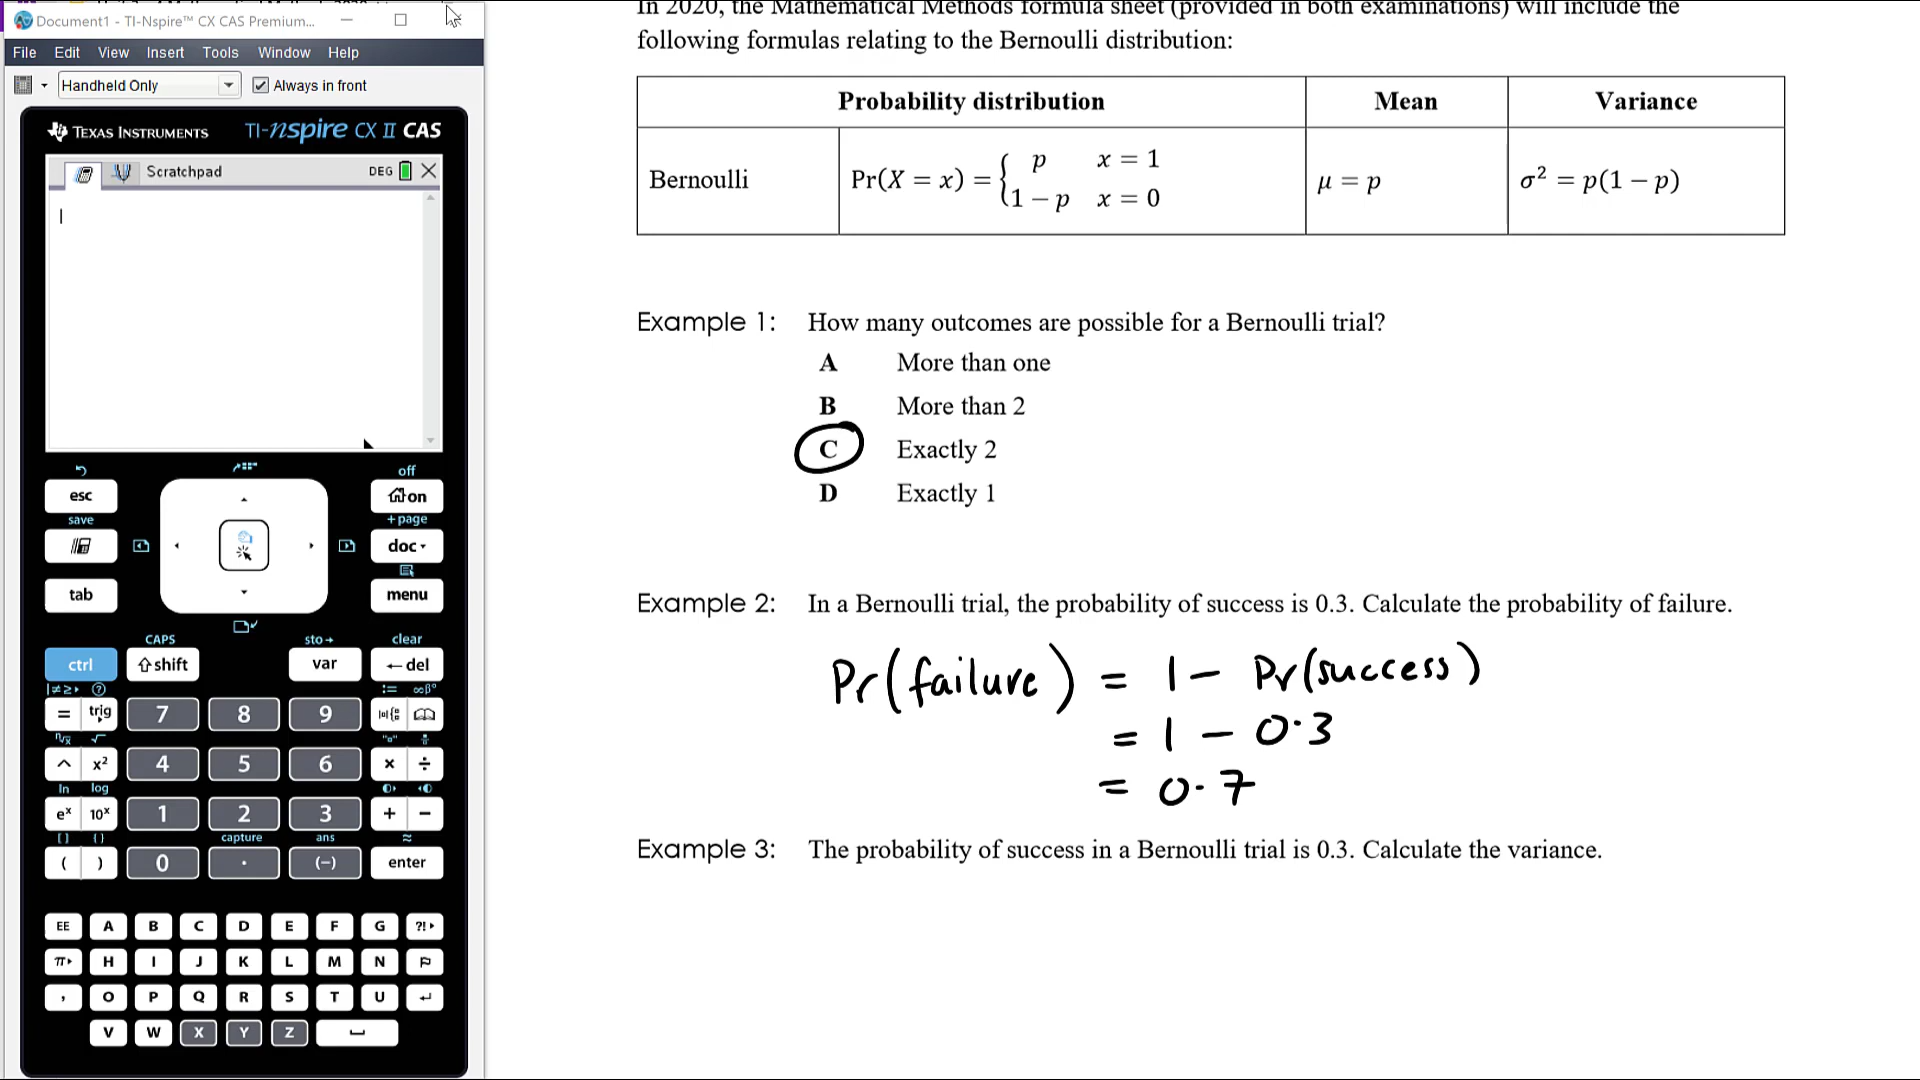 Document1 - TI-Nspire™ CX CAS Premium...
File Edit View Insert Tools Window Help
Handheld Only Always in front
TEXAS INSTRUMENTS TI-nspire CX II CAS
Scratchpad DEG
off
esc on
save + page
doc
tab menu
CAPS sto→ clear
ctrl shift var ←del
|≠≥▸ ? := ∞β°
= trig 7 8 9
ⁿ√x √ "□"
^ x² 4 5 6 × ÷
ln log
eˣ 10ˣ 1 2 3 + −
[ ] { } capture ans ≈
( ) 0 . (−) enter
EE A B C D E F G ?!▸
π▸ H I J K L M N
, O P Q R S T U ↵
V W X Y Z
In 2020, the Mathematical Methods formula sheet (provided in both examinations) will include the
following formulas relating to the Bernoulli distribution:
Probability distribution Mean Variance
Bernoulli Pr(X = x) = { p x = 1
1 − p x = 0
μ = p σ² = p(1 − p)
Example 1: How many outcomes are possible for a Bernoulli trial?
A More than one
B More than 2
C Exactly 2
D Exactly 1
Example 2: In a Bernoulli trial, the probability of success is 0.3. Calculate the probability of failure.
Pr(failure) = 1 − Pr(success)
= 1 − 0·3
= 0·7
Example 3: The probability of success in a Bernoulli trial is 0.3. Calculate the variance.